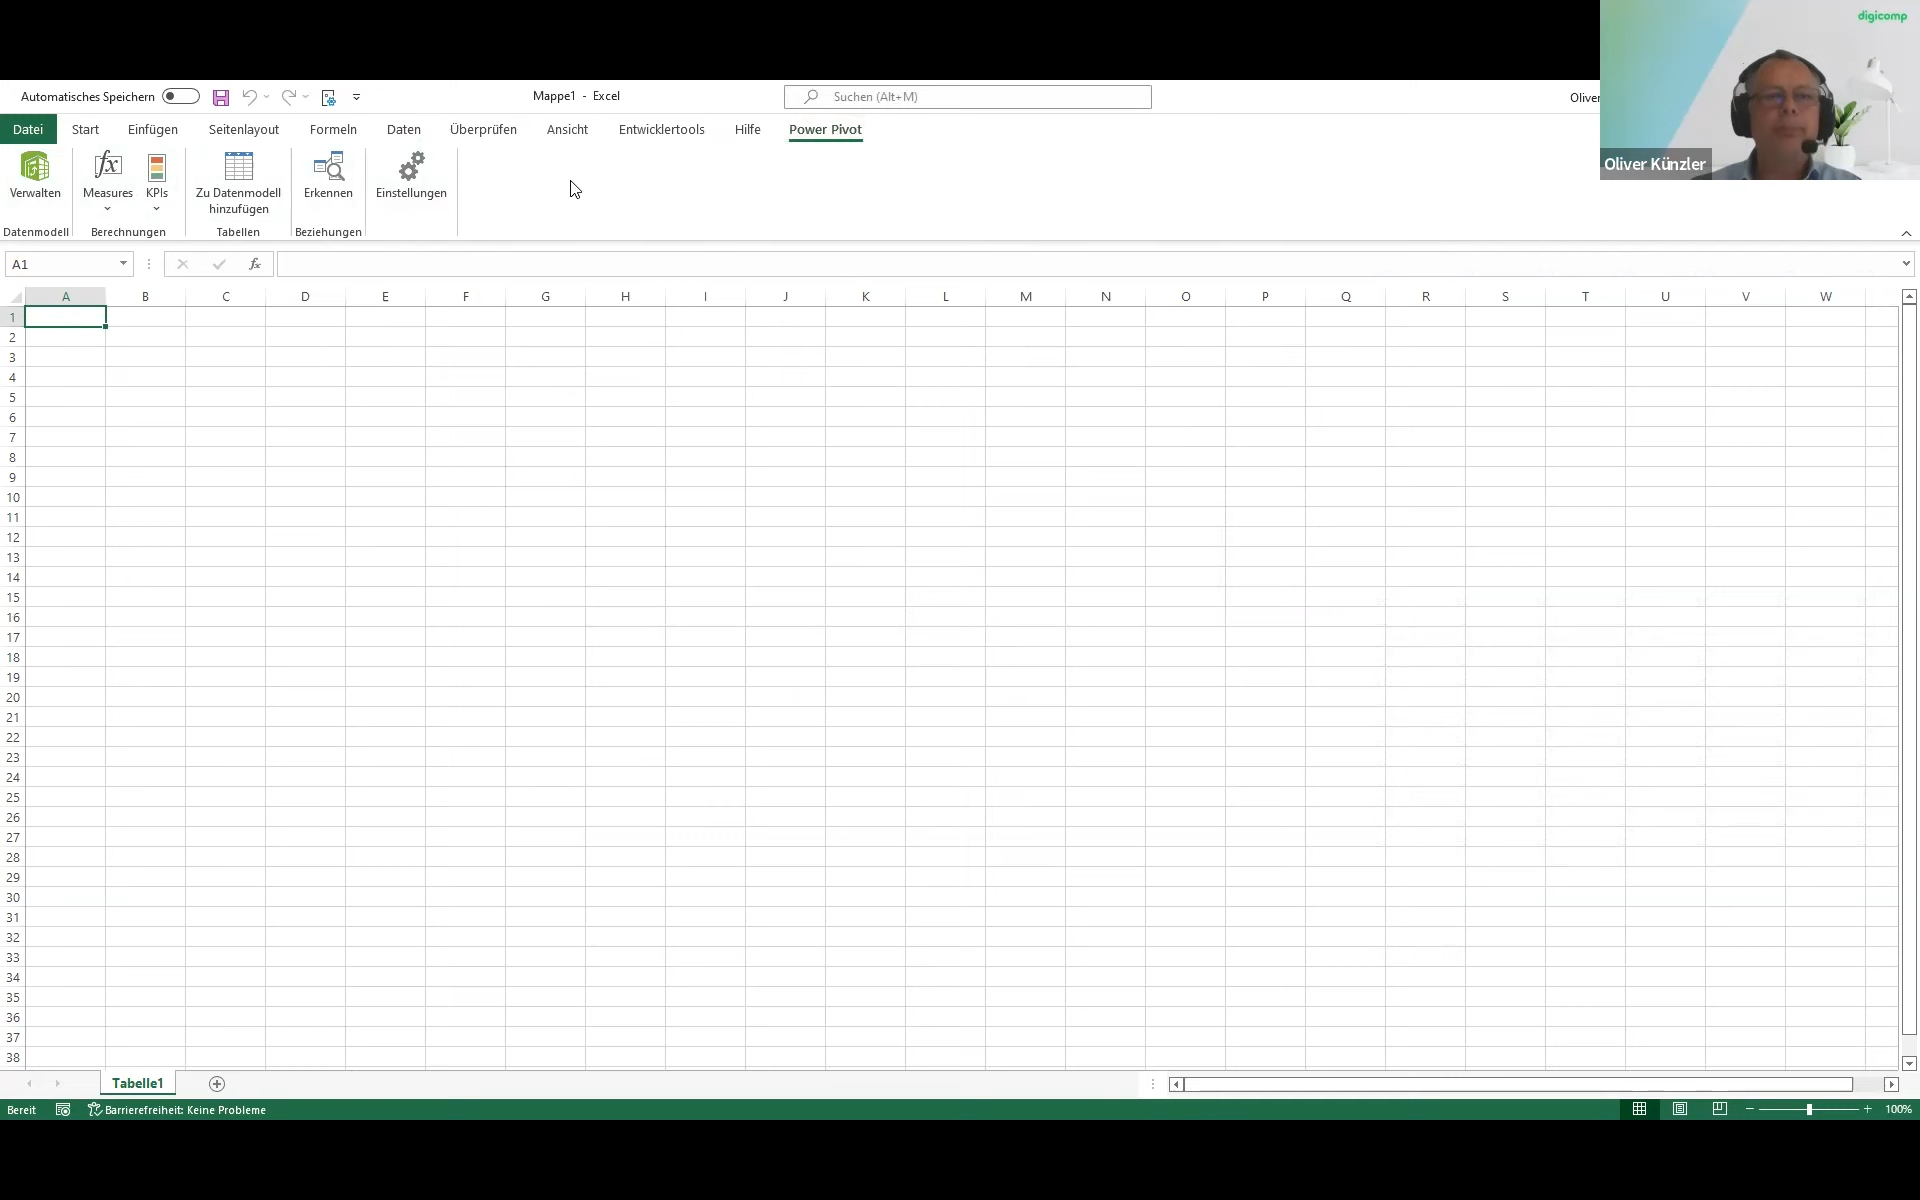 digicomp
Automatisches Speichern
Mappe1 - Excel
Suchen (Alt+M)
Oliver
Datei Start Einfügen Seitenlayout Formeln Daten Überprüfen Ansicht Entwicklertools Hilfe Power Pivot
Oliver Künzler
Verwalten Measures KPIs Zu Datenmodell hinzufügen Erkennen Einstellungen
Datenmodell Berechnungen Tabellen Beziehungen
A1 fx
A B C D E F G H I J K L M N O P Q R S T U V W
1
2
3
4
5
6
7
8
9
10
11
12
13
14
15
16
17
18
19
20
21
22
23
24
25
26
27
28
29
30
31
32
33
34
35
36
37
38
Tabelle1
Bereit Barrierefreiheit: Keine Probleme 100%